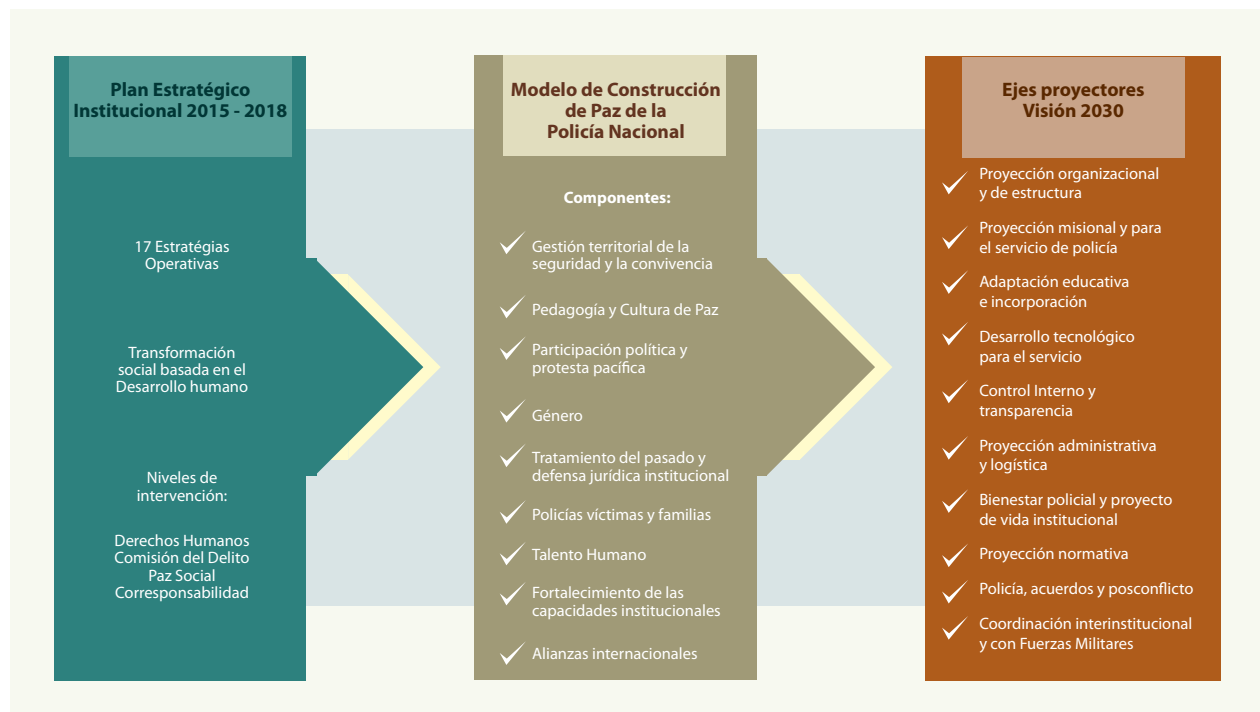 Plan Estratégico
Institucional 2015 - 2018
17 Estratégias
Operativas
Transformación
social basada en el
Desarrollo humano
Niveles de
intervención:
Derechos Humanos
Comisión del Delito
Paz Social
Corresponsabilidad
Modelo de Construcción
de Paz de la
Policía Nacional
Componentes:
Gestión territorial de la
seguridad y la convivencia
Pedagogía y Cultura de Paz
Participación política y
protesta pacífica
Género
Tratamiento del pasado y
defensa jurídica institucional
Policías víctimas y familias
Talento Humano
Fortalecimiento de las
capacidades institucionales
Alianzas internacionales
Ejes proyectores
Visión 2030
Proyección organizacional
y de estructura
Proyección misional y para
el servicio de policía
Adaptación educativa
e incorporación
Desarrollo tecnológico
para el servicio
Control Interno y
transparencia
Proyección administrativa
y logística
Bienestar policial y proyecto
de vida institucional
Proyección normativa
Policía, acuerdos y posconflicto
Coordinación interinstitucional
y con Fuerzas Militares